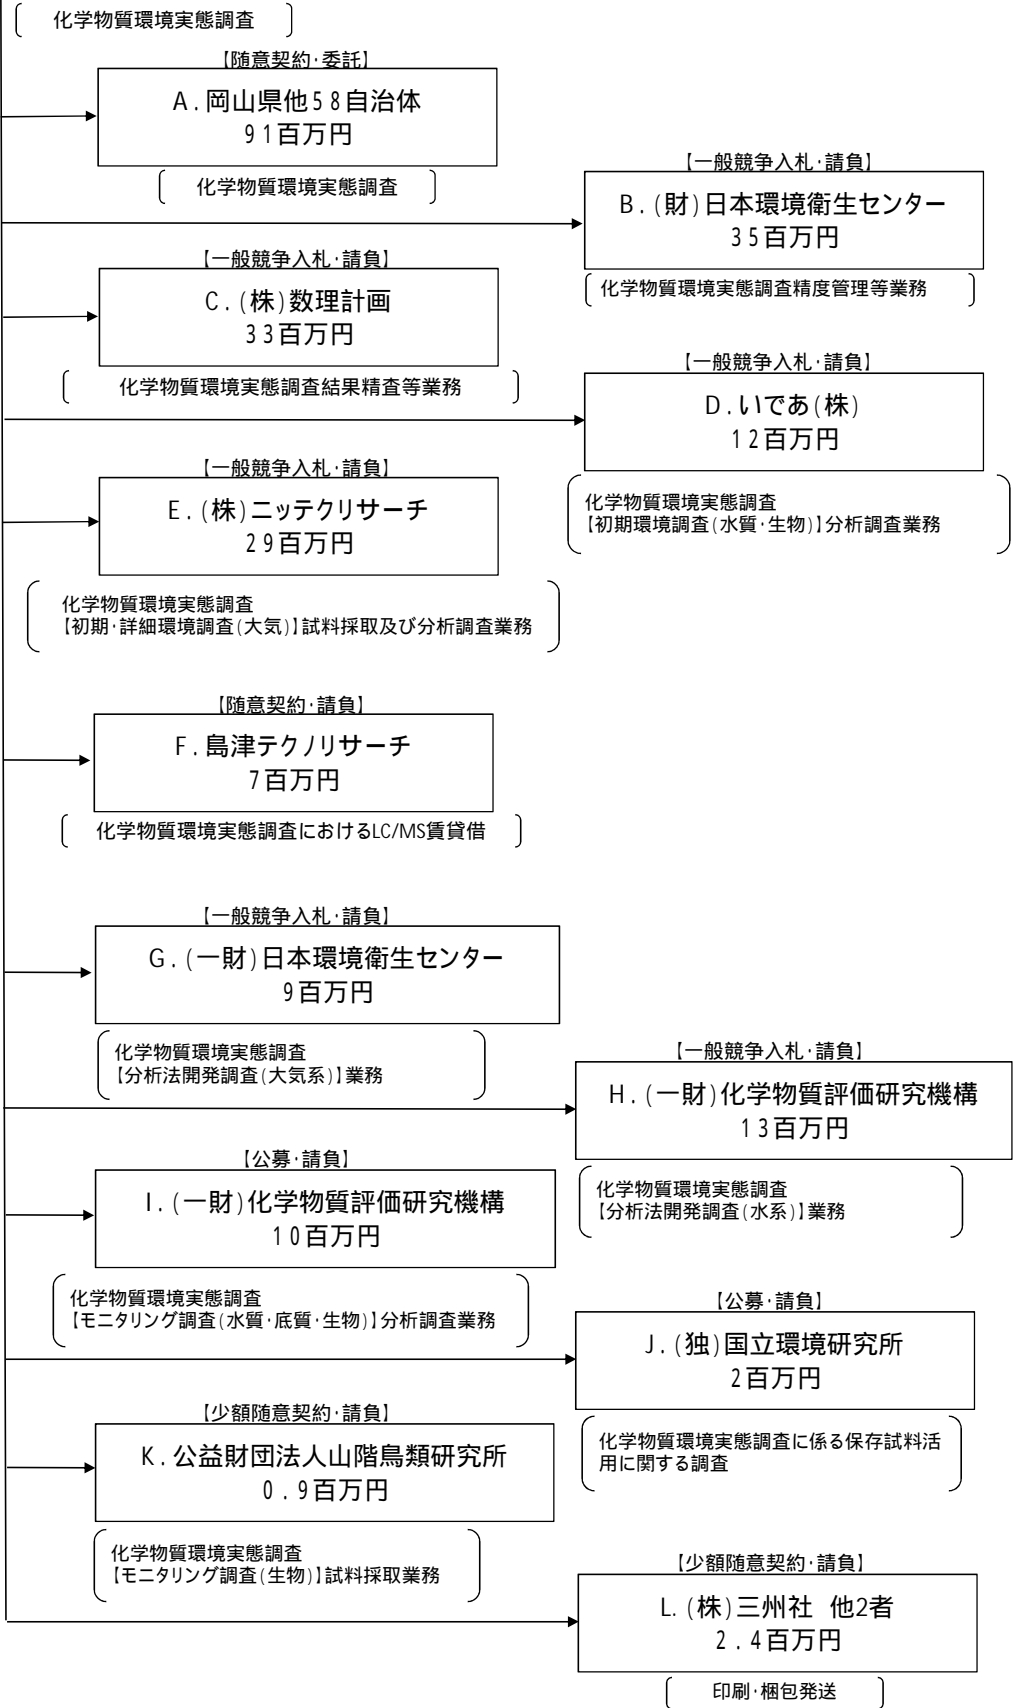 化学物質環境実態調査
【随意契約・委託】
A.岡山県他58自治体
91百万円
化学物質環境実態調査
【一般競争入札・請負】
B.(財)日本環境衛生センター
35百万円
化学物質環境実態調査精度管理等業務
【一般競争入札・請負】
C.(株)数理計画
33百万円
化学物質環境実態調査結果精査等業務
【一般競争入札・請負】
D.いであ(株)
12百万円
化学物質環境実態調査
【初期環境調査(水質・生物)】分析調査業務
【一般競争入札・請負】
E.(株)ニッテクリサーチ
29百万円
化学物質環境実態調査
【初期・詳細環境調査(大気)】試料採取及び分析調査業務
【随意契約・請負】
F.島津テクノリサーチ
7百万円
化学物質環境実態調査におけるLC/MS賃貸借
【一般競争入札・請負】
G.(一財)日本環境衛生センター
9百万円
化学物質環境実態調査
【分析法開発調査(大気系)】業務
【一般競争入札・請負】
H.(一財)化学物質評価研究機構
13百万円
化学物質環境実態調査
【分析法開発調査(水系)】業務
【公募・請負】
I.(一財)化学物質評価研究機構
10百万円
化学物質環境実態調査
【モニタリング調査(水質・底質・生物)】分析調査業務
【公募・請負】
J.(独)国立環境研究所
2百万円
化学物質環境実態調査に係る保存試料活
用に関する調査
【少額随意契約・請負】
K.公益財団法人山階鳥類研究所
0.9百万円
化学物質環境実態調査
【モニタリング調査(生物)】試料採取業務
【少額随意契約・請負】
L.(株)三州社 他2者
2.4百万円
印刷・梱包発送